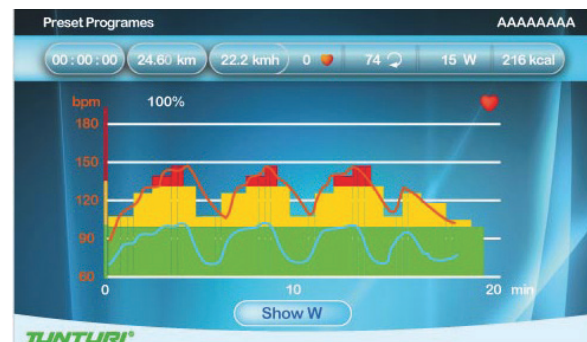 Preset Programes AAAAAAAA
00 : 00 : 00 24.60 km 22.2 kmh 0 74 15 W 216 kcal
bpm 100%
180
150
120
90
60
0 10 20 min
Show W
TUNTURI®